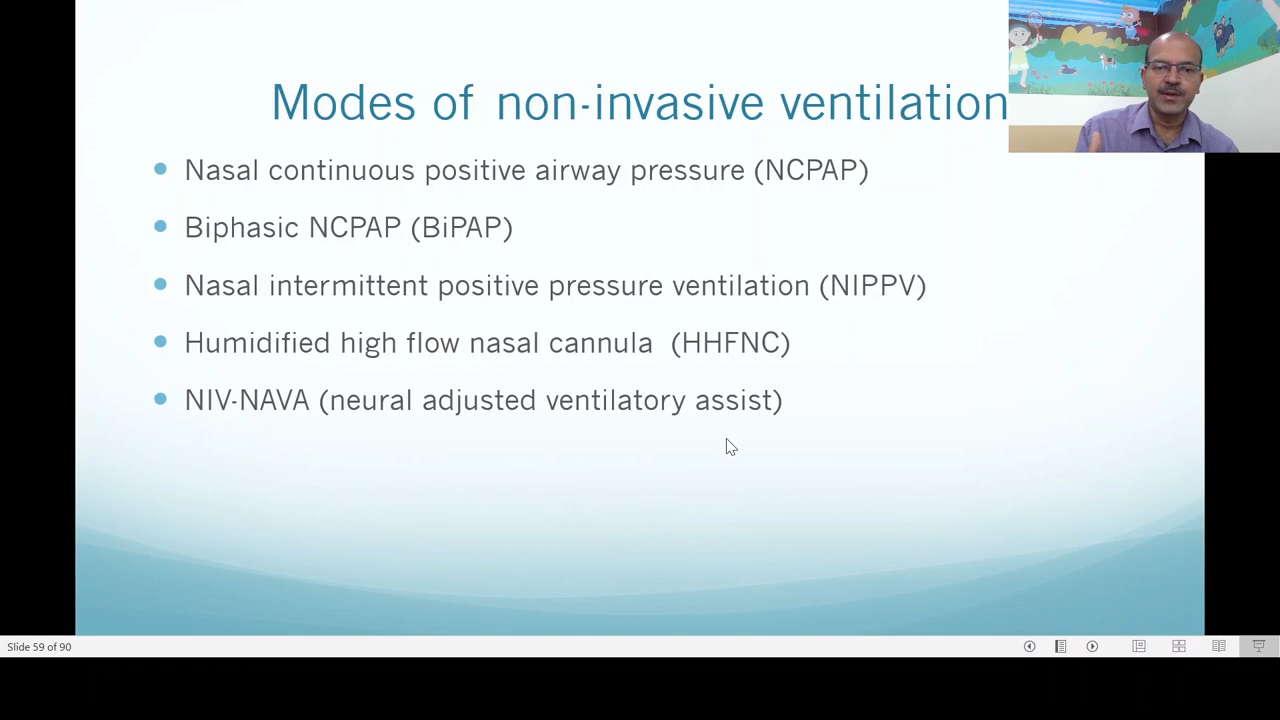 Modes of non-invasive ventilation
Nasal continuous positive airway pressure (NCPAP)
Biphasic NCPAP (BiPAP)
Nasal intermittent positive pressure ventilation (NIPPV)
Humidified high flow nasal cannula (HHFNC)
NIV-NAVA (neural adjusted ventilatory assist)
Slide 59 of 90